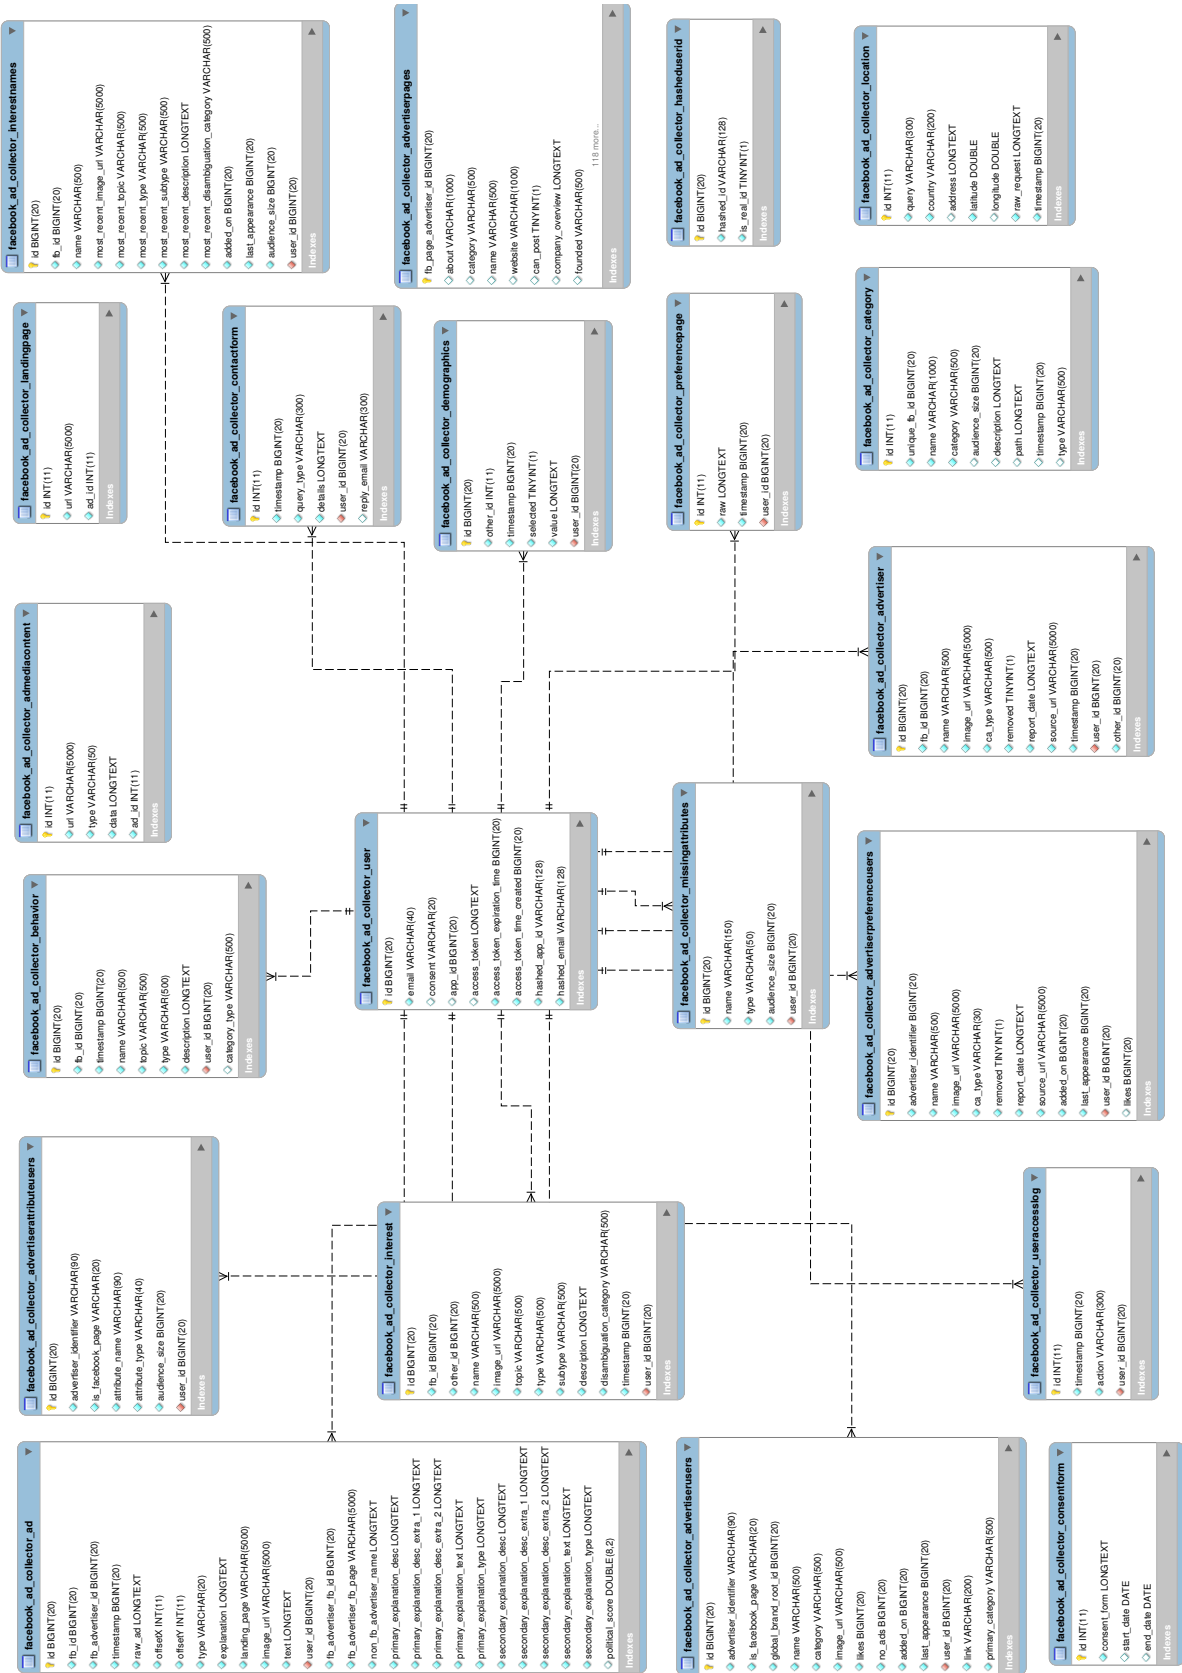 facebook_ad_collector_ad
id BIGINT(20)
fb_id BIGINT(20)
fb_advertiser_id BIGINT(20)
timestamp BIGINT(20)
raw_ad LONGTEXT
offsetX INT(11)
offsetY INT(11)
type VARCHAR(20)
explanation LONGTEXT
landing_page VARCHAR(5000)
image_url VARCHAR(5000)
text LONGTEXT
user_id BIGINT(20)
fb_advertiser_fb_id BIGINT(20)
fb_advertiser_fb_page VARCHAR(5000)
non_fb_advertiser_name LONGTEXT
primary_explanation_desc LONGTEXT
primary_explanation_desc_extra_1 LONGTEXT
primary_explanation_desc_extra_2 LONGTEXT
primary_explanation_text LONGTEXT
primary_explanation_type LONGTEXT
secondary_explanation_desc LONGTEXT
secondary_explanation_desc_extra_1 LONGTEXT
secondary_explanation_desc_extra_2 LONGTEXT
secondary_explanation_text LONGTEXT
secondary_explanation_type LONGTEXT
political_score DOUBLE(8,2)
Indexes
facebook_ad_collector_advertiserusers
id BIGINT(20)
advertiser_identifier VARCHAR(90)
is_facebook_page VARCHAR(20)
global_brand_root_id BIGINT(20)
name VARCHAR(500)
category VARCHAR(500)
image_url VARCHAR(500)
likes BIGINT(20)
no_ads BIGINT(20)
added_on BIGINT(20)
last_appearance BIGINT(20)
user_id BIGINT(20)
link VARCHAR(200)
primary_category VARCHAR(500)
Indexes
facebook_ad_collector_consentform
id INT(11)
consent_form LONGTEXT
start_date DATE
end_date DATE
Indexes
facebook_ad_collector_advertiserattributeusers
id BIGINT(20)
advertiser_identifier VARCHAR(90)
is_facebook_page VARCHAR(20)
attribute_name VARCHAR(90)
attribute_type VARCHAR(40)
audience_size BIGINT(20)
user_id BIGINT(20)
Indexes
facebook_ad_collector_interest
id BIGINT(20)
fb_id BIGINT(20)
other_id BIGINT(20)
name VARCHAR(500)
image_url VARCHAR(5000)
topic VARCHAR(500)
type VARCHAR(500)
subtype VARCHAR(500)
description LONGTEXT
disambiguation_category VARCHAR(500)
timestamp BIGINT(20)
user_id BIGINT(20)
Indexes
facebook_ad_collector_useraccesslog
id INT(11)
timestamp BIGINT(20)
action VARCHAR(300)
user_id BIGINT(20)
Indexes
facebook_ad_collector_behavior
id BIGINT(20)
fb_id BIGINT(20)
timestamp BIGINT(20)
name VARCHAR(5000)
topic VARCHAR(500)
type VARCHAR(500)
description LONGTEXT
user_id BIGINT(20)
category_type VARCHAR(500)
Indexes
facebook_ad_collector_user
id BIGINT(20)
email VARCHAR(40)
consent VARCHAR(20)
app_id BIGINT(20)
access_token LONGTEXT
access_token_expiration_time BIGINT(20)
access_token_time_created BIGINT(20)
hashed_app_id VARCHAR(128)
hashed_email VARCHAR(128)
Indexes
facebook_ad_collector_missingattributes
id BIGINT(20)
name VARCHAR(150)
type VARCHAR(50)
audience_size BIGINT(20)
user_id BIGINT(20)
Indexes
facebook_ad_collector_advertiserpreferenceusers
id BIGINT(20)
advertiser_identifier BIGINT(20)
name VARCHAR(500)
image_url VARCHAR(5000)
ca_type VARCHAR(30)
removed TINYINT(1)
report_date LONGTEXT
source_url VARCHAR(5000)
added_on BIGINT(20)
last_appearance BIGINT(20)
user_id BIGINT(20)
likes BIGINT(20)
Indexes
facebook_ad_collector_admediacontent
id INT(11)
url VARCHAR(5000)
type VARCHAR(50)
data LONGTEXT
ad_id INT(11)
Indexes
facebook_ad_collector_advertiser
id BIGINT(20)
fb_id BIGINT(20)
name VARCHAR(500)
image_url VARCHAR(5000)
ca_type VARCHAR(500)
removed TINYINT(1)
report_date LONGTEXT
source_url VARCHAR(5000)
timestamp BIGINT(20)
user_id BIGINT(20)
other_id BIGINT(20)
Indexes
facebook_ad_collector_landingpage
id INT(11)
url VARCHAR(5000)
ad_id INT(11)
Indexes
facebook_ad_collector_contactform
id INT(11)
timestamp BIGINT(20)
query_type VARCHAR(300)
details LONGTEXT
user_id BIGINT(20)
reply_email VARCHAR(300)
Indexes
facebook_ad_collector_demographics
id BIGINT(20)
other_id INT(11)
timestamp BIGINT(20)
selected TINYINT(1)
value LONGTEXT
user_id BIGINT(20)
Indexes
facebook_ad_collector_preferencepage
id INT(11)
raw LONGTEXT
timestamp BIGINT(20)
user_id BIGINT(20)
Indexes
facebook_ad_collector_category
id INT(11)
unique_fb_id BIGINT(20)
name VARCHAR(1000)
category VARCHAR(500)
audience_size BIGINT(20)
description LONGTEXT
path LONGTEXT
timestamp BIGINT(20)
type VARCHAR(500)
Indexes
facebook_ad_collector_interestnames
id BIGINT(20)
fb_id BIGINT(20)
name VARCHAR(500)
most_recent_image_url VARCHAR(5000)
most_recent_topic VARCHAR(500)
most_recent_type VARCHAR(500)
most_recent_subtype VARCHAR(500)
most_recent_description LONGTEXT
most_recent_disambiguation_category VARCHAR(500)
added_on BIGINT(20)
last_appearance BIGINT(20)
audience_size BIGINT(20)
user_id BIGINT(20)
Indexes
facebook_ad_collector_advertiserpages
fb_page_advertiser_id BIGINT(20)
about VARCHAR(1000)
category VARCHAR(500)
name VARCHAR(500)
website VARCHAR(1000)
can_post TINYINT(1)
company_overview LONGTEXT
founded VARCHAR(500)
118 more...
Indexes
facebook_ad_collector_hasheduserid
id BIGINT(20)
hashed_id VARCHAR(128)
is_real_id TINYINT(1)
Indexes
facebook_ad_collector_location
id INT(11)
query VARCHAR(300)
country VARCHAR(200)
address LONGTEXT
latitude DOUBLE
longitude DOUBLE
raw_request LONGTEXT
timestamp BIGINT(20)
Indexes